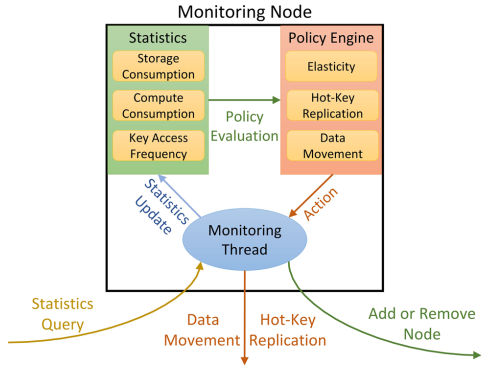 Monitoring Node
Statistics
Storage
Consumption
Compute
Consumption
Key Access
Frequency
Policy
Evaluation
Policy Engine
Elasticity
Hot-Key
Replication
Data
Movement
Statistics
Update
Action
Monitoring
Thread
Statistics
Query
Data
Movement
Hot-Key
Replication
Add or Remove
Node